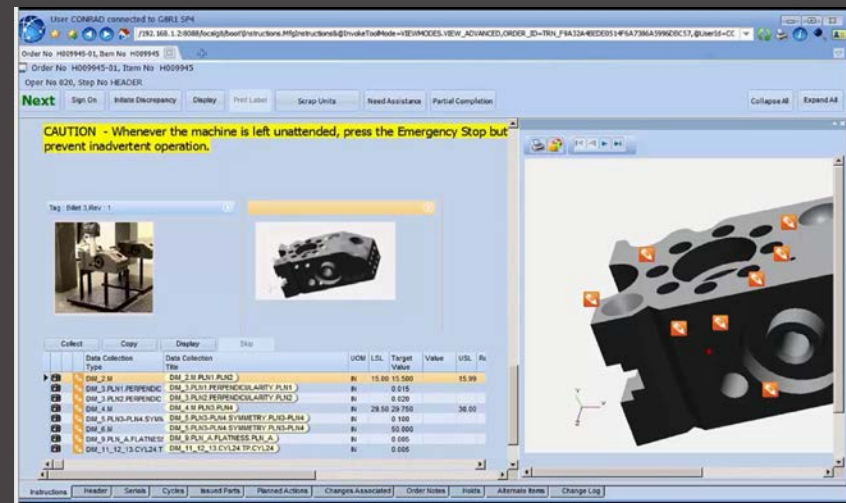 User CONRAD connected to G8R1 SP4
Order No H009945-01, Item No H009945
Order No H009945-01, Item No H009945
Oper No 020, Step No HEADER
Next Sign On Initiate Discrepancy Display Print Label Scrap Units Need Assistance Partial Completion Collapse All Expand All
CAUTION - Whenever the machine is left unattended, press the Emergency Stop but
prevent inadvertent operation.
Tag : Billet 3,Rev : 1
Collect Copy Display Skip
Data Collection Type Data Collection Title UOM LSL Target Value Value USL
DIM_2.M DIM_2.M.PLN1.PLN2 IN 15.00 15.500 15.99
DIM_3.PLN1.PERPENDIC DIM_3.PLN1.PERPENDICULARITY.PLN1 IN 0.015
DIM_3.PLN2.PERPENDIC DIM_3.PLN2.PERPENDICULARITY.PLN2 IN 0.020
DIM_4.M DIM_4.M.PLN3.PLN4 IN 29.50 29.750 30.00
DIM_5.PLN3-PLN4.SYMM DIM_5.PLN3-PLN4.SYMMETRY.PLN3-PLN4 IN 0.100
DIM_6.M DIM_5.PLN3-PLN4.SYMMETRY.PLN3-PLN4 IN 50.000
DIM_9.PLN_A.FLATNESS DIM_9.PLN_A.FLATNESS.PLN_A IN 0.005
DIM_11_12_13.CYL24.T DIM_11_12_13.CYL24.TP.CYL24 IN 0.005
Y
X
Z
Instructions Header Serials Cycles Issued Parts Planned Actions Changes Associated Order Notes Holds Alternate Items Change Log